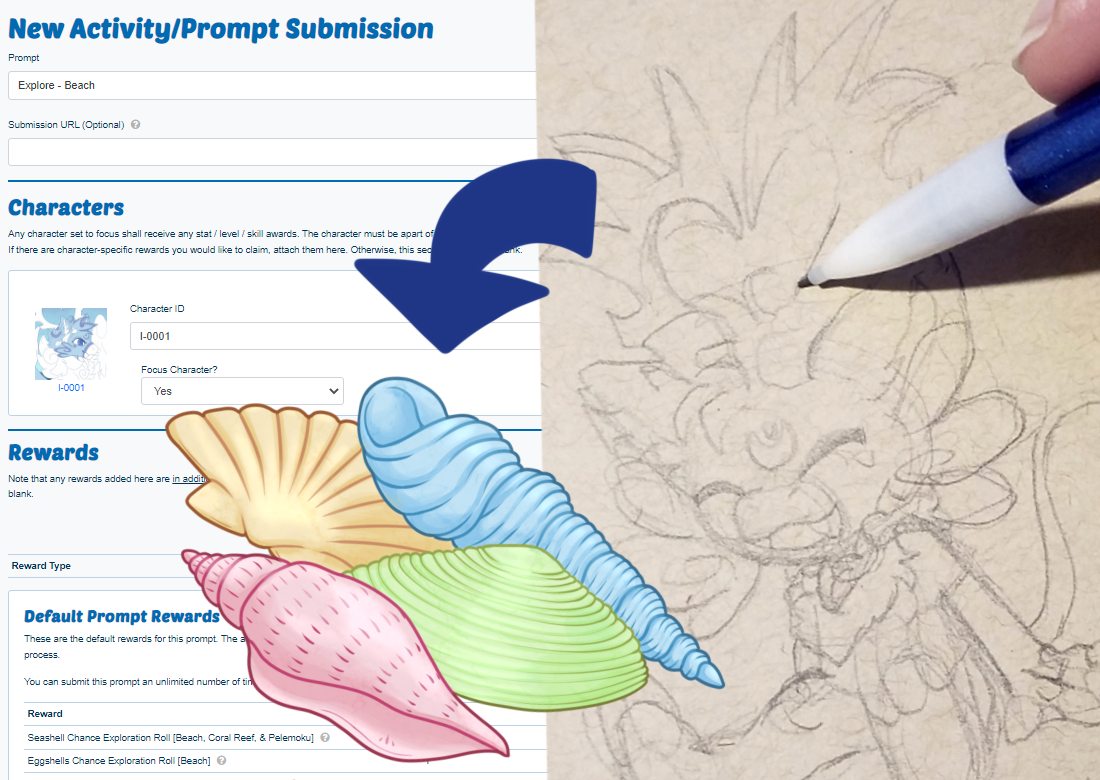 New Activity/Prompt Submission
Prompt
Explore - Beach
Submission URL (Optional) ?
Characters
Any character set to focus shall receive any stat / level / skill awards. The character must be apart of
If there are character-specific rewards you would like to claim, attach them here. Otherwise, this
Character ID
I-0001
I-0001
Focus Character?
Yes
Rewards
Note that any rewards added here are
blank.
Reward Type
Default Prompt Rewards
These are the default rewards for this prompt. The
process.
You can submit this prompt an unlimited number of
Reward
Seashell Chance Exploration Roll [Beach, Coral Reef, & Pelemoku] ?
Eggshells Chance Exploration Roll [Beach] ?